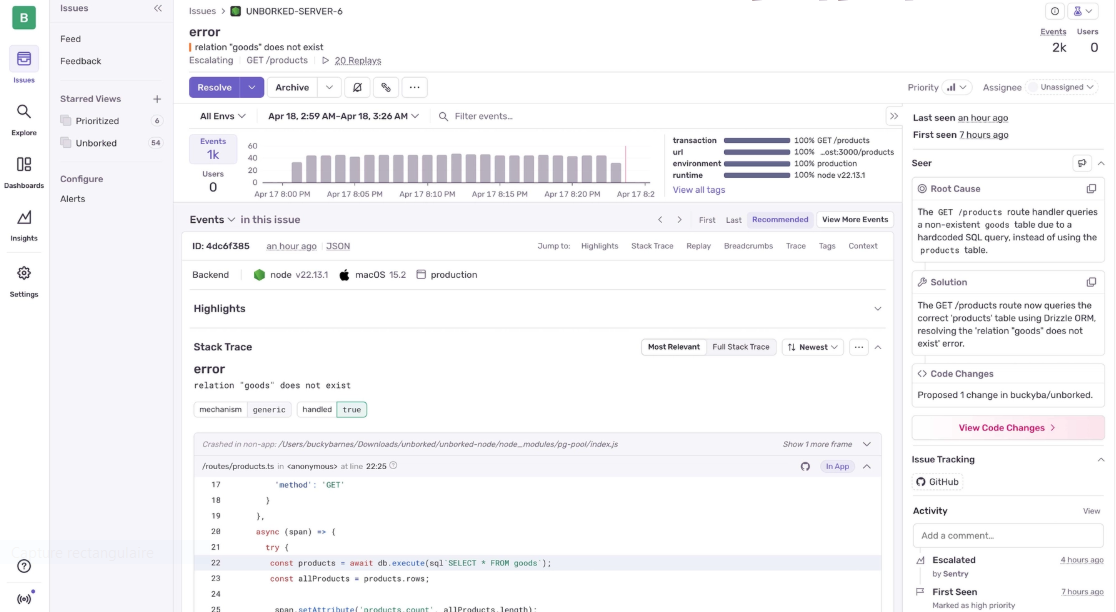 B
Issues
Explore
Dashboards
Insights
Settings
Issues
Feed
Feedback
Starred Views
Prioritized 6
Unborked 54
Configure
Alerts
Issues > UNBORKED-SERVER-6
error
relation "goods" does not exist
Escalating GET /products 20 Replays
Events Users
2k 0
Resolve Archive
Priority Assignee Unassigned
All Envs Apr 18, 2:59 AM–Apr 18, 3:26 AM Filter events...
Events
1k
Users
0
60
40
20
0
Apr 17 8:00 PM Apr 17 8:05 PM Apr 17 8:10 PM Apr 17 8:15 PM Apr 17 8:20 PM Apr 17 8:2
transaction 100% GET /products
url 100% …ost:3000/products
environment 100% production
runtime 100% node v22.13.1
View all tags
Events in this issue
First Last Recommended View More Events
ID: 4dc6f385 an hour ago JSON
Jump to: Highlights Stack Trace Replay Breadcrumbs Trace Tags Context
Backend node v22.13.1 macOS 15.2 production
Highlights
Stack Trace
Most Relevant Full Stack Trace Newest
error
relation "goods" does not exist
mechanism generic handled true
Crashed in non-app: /Users/buckybarnes/Downloads/unborked/unborked-node/node_modules/pg-pool/index.js Show 1 more frame
/routes/products.ts in <anonymous> at line 22:25 In App
17 'method': 'GET'
18 }
19 },
20 async (span) => {
21 try {
22 const products = await db.execute(sql`SELECT * FROM goods`);
23 const allProducts = products.rows;
24
25 span.setAttribute('products.count', allProducts.length);
Last seen an hour ago
First seen 7 hours ago
Seer
Root Cause
The GET /products route handler queries
a non-existent goods table due to a
hardcoded SQL query, instead of using the
products table.
Solution
The GET /products route now queries the
correct 'products' table using Drizzle ORM,
resolving the 'relation "goods" does not
exist' error.
Code Changes
Proposed 1 change in buckyba/unborked.
View Code Changes
Issue Tracking
GitHub
Activity View
Add a comment...
Escalated 4 hours ago
by Sentry
First Seen 7 hours ago
Marked as high priority
Capture rectangulaire